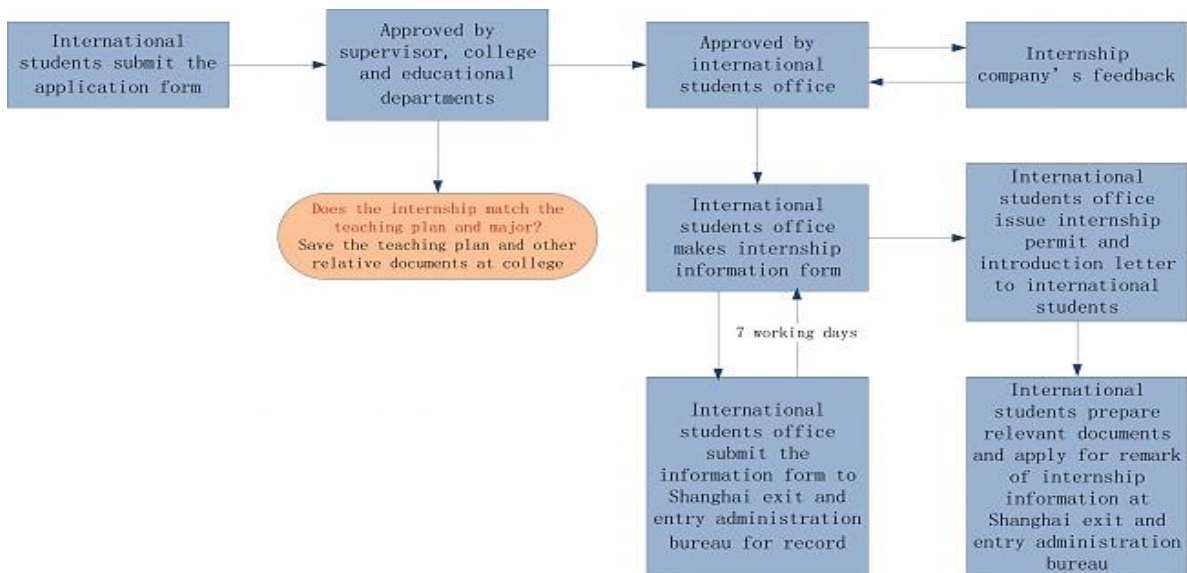 International
students submit the
application form
Approved by
supervisor, college
and educational
departments
Approved by
international
students office
Internship
company's feedback
Does the internship match the
teaching plan and major?
Save the teaching plan and other
relative documents at college
International
students office
makes internship
information form
International
students office
issue internship
permit and
introduction letter
to international
students
7 working days
International
students office
submit the
information form to
Shanghai exit and
entry administration
bureau for record
International
students prepare
relevant documents
and apply for remark
of internship
information at
Shanghai exit and
entry administration
bureau